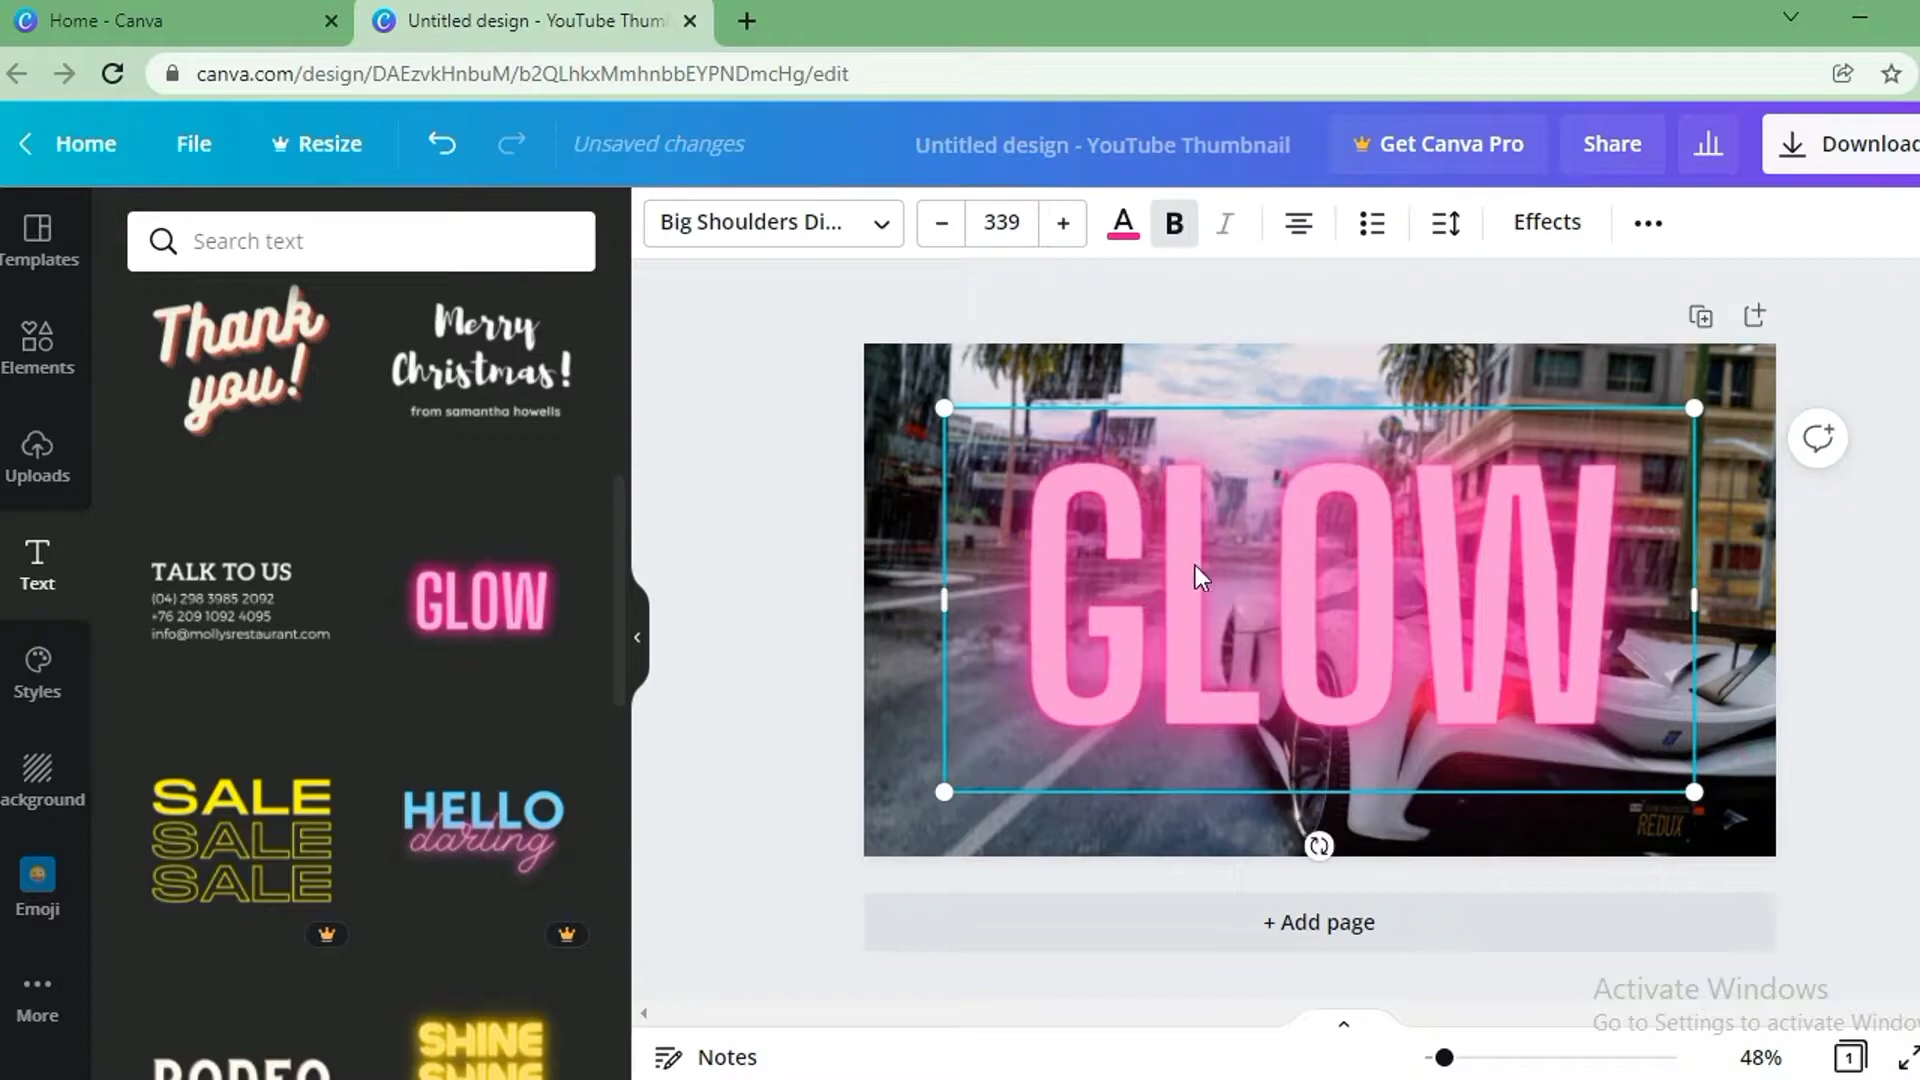 Home - Canva
Untitled design - YouTube Thum
canva.com/design/DAEzvkHnbuM/b2QLhkxMmhnbbEYPNDmcHg/edit
Home
File
Resize
Unsaved changes
Untitled design - YouTube Thumbnail
Get Canva Pro
Share
Download
Templates
Elements
Uploads
Text
Styles
ackground
Emoji
More
Search text
Thank
you!
Merry
Christmas!
from samantha howells
TALK TO US
(04) 298 3985 2092
+76 209 1092 4095
info@mollysrestaurant.com
GLOW
SALE
SALE
SALE
HELLO
darling
RODEO
SHINE
SHINE
Big Shoulders Di...
339
A
B
I
Effects
GLOW
REDUX
+ Add page
Activate Windows
Go to Settings to activate Windo
Notes
48%
1